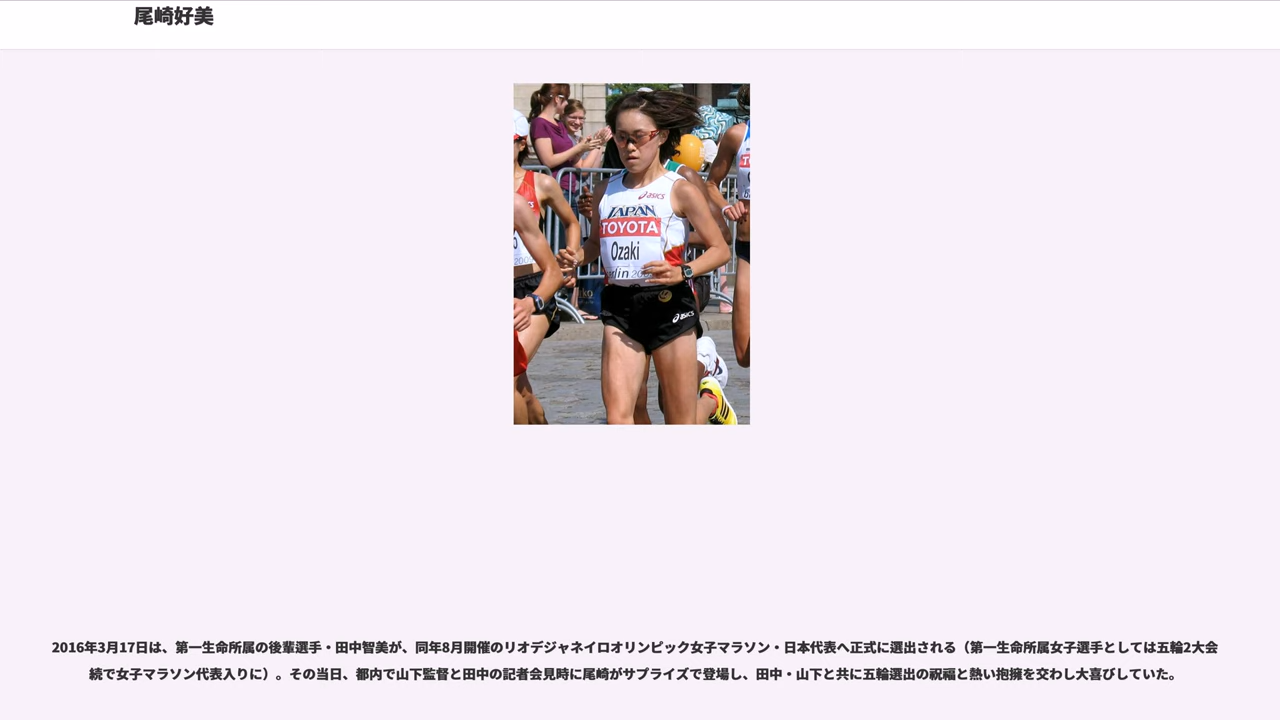 尾崎好美
asics
JAPAN
TOYOTA
Ozaki
asics
2016年3月17日は、第一生命所属の後輩選手・田中智美が、同年8月開催のリオデジャネイロオリンピック女子マラソン・日本代表へ正式に選出される（第一生命所属女子選手としては五輪2大会
続で女子マラソン代表入りに）。その当日、都内で山下監督と田中の記者会見時に尾崎がサプライズで登場し、田中・山下と共に五輪選出の祝福と熱い抱擁を交わし大喜びしていた。